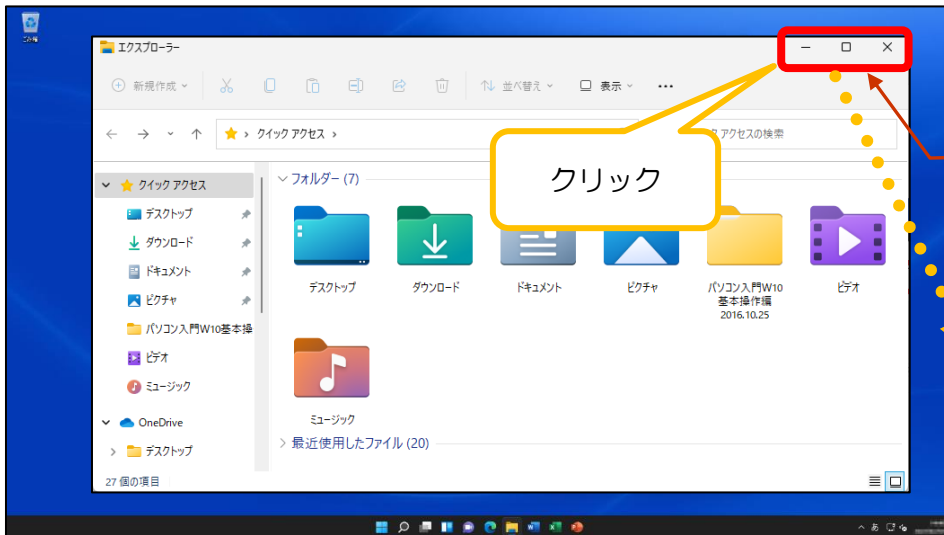 ごみ箱
エクスプローラー
新規作成
並べ替え
表示
クイック アクセス
アクセスの検索
クリック
クイック アクセス
デスクトップ
ダウンロード
ドキュメント
ピクチャ
パソコン入門W10基本操
ビデオ
ミュージック
OneDrive
デスクトップ
フォルダー (7)
デスクトップ
ダウンロード
ドキュメント
ピクチャ
パソコン入門W10
基本操作編
2016.10.25
ビデオ
ミュージック
最近使用したファイル (20)
27 個の項目